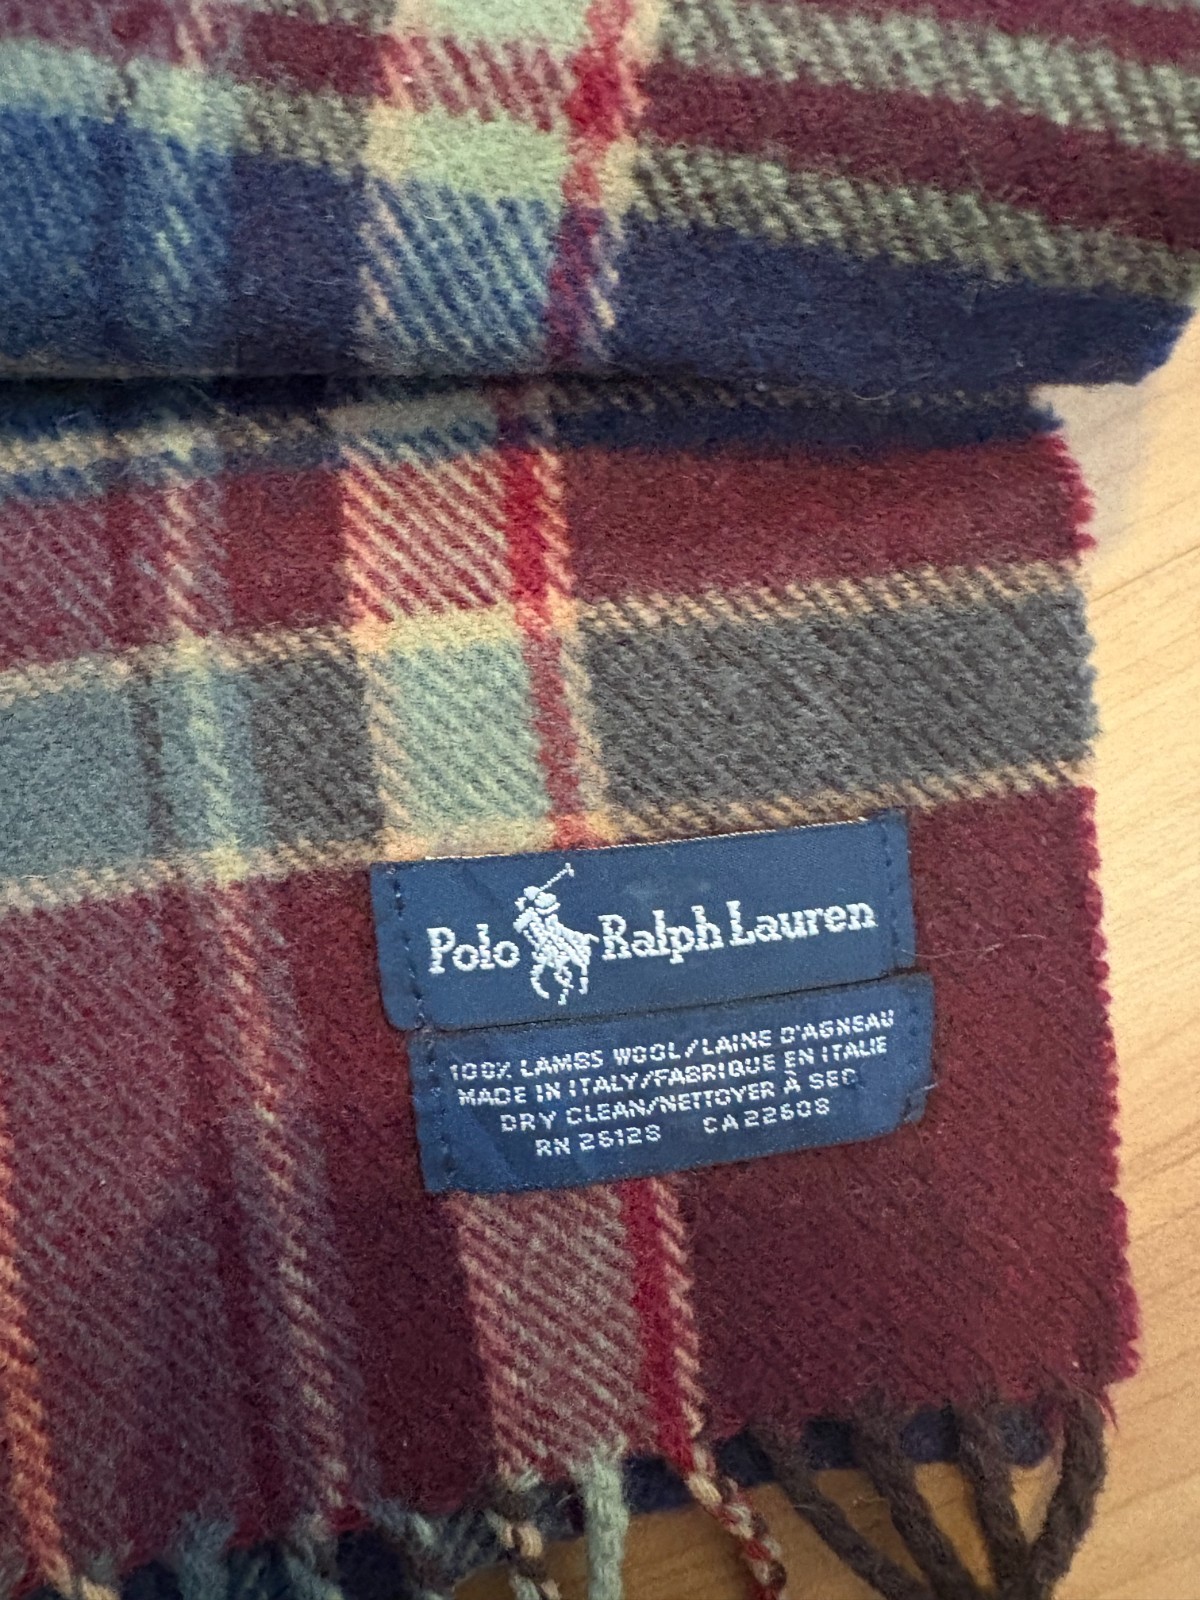 Polo Ralph Lauren
100% LAMBS WOOL/LAINE D'AGNEAU
MADE IN ITALY/FABRIQUE EN ITALIE
DRY CLEAN/NETTOYER À SEC
RN 26128 CA 22608